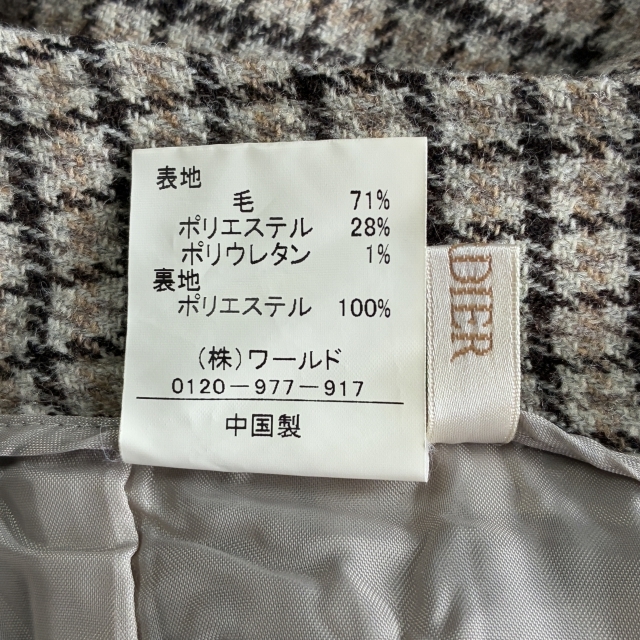 表地
毛 71%
ポリエステル 28%
ポリウレタン 1%
裏地
ポリエステル 100%
(株)ワールド
0120-977-917
中国製
DIER